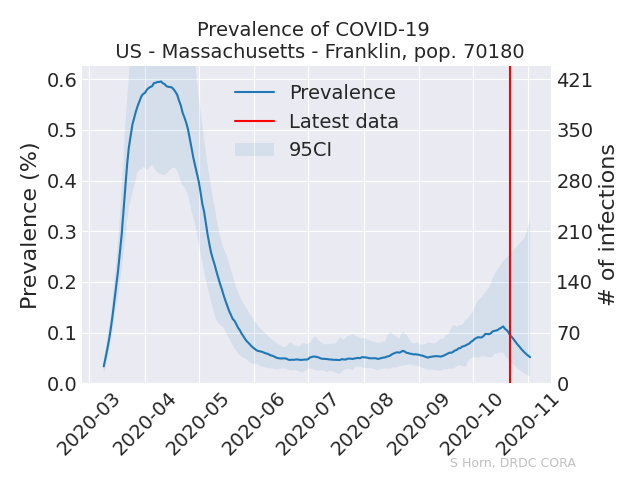 Prevalence of COVID-19
US - Massachusetts - Franklin, pop. 70180
Prevalence
Latest data
95CI
Prevalence (%)
0.6
0.5
0.4
0.3
0.2
0.1
0.0
421
350
280
210
140
70
0
# of infections
2020-03
2020-04
2020-05
2020-06
2020-07
2020-08
2020-09
2020-10
2020-11
S Horn, DRDC CORA